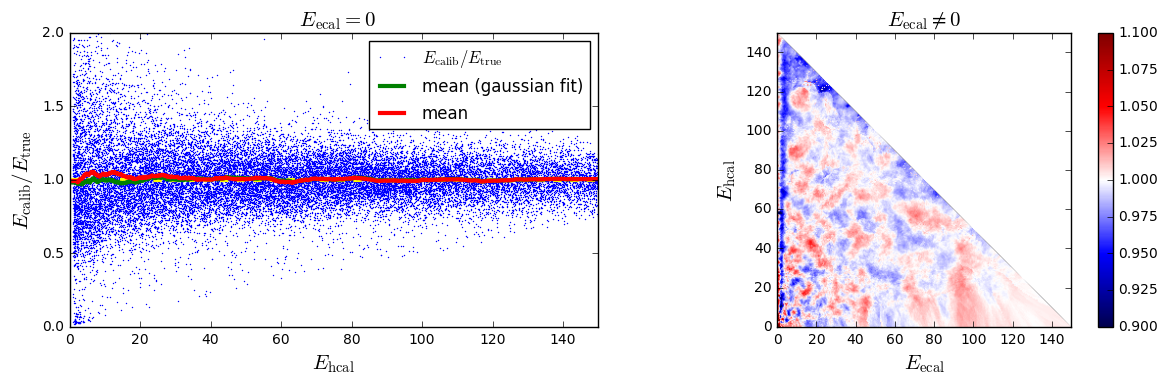 E_ecal = 0
2.0
1.5
1.0
0.5
0.0
E_calib/E_true
E_calib/E_true
mean (gaussian fit)
mean
0 20 40 60 80 100 120 140
E_hcal
E_ecal ≠ 0
140
120
100
80
60
40
20
0
E_hcal
0 20 40 60 80 100 120 140
E_ecal
1.100
1.075
1.050
1.025
1.000
0.975
0.950
0.925
0.900